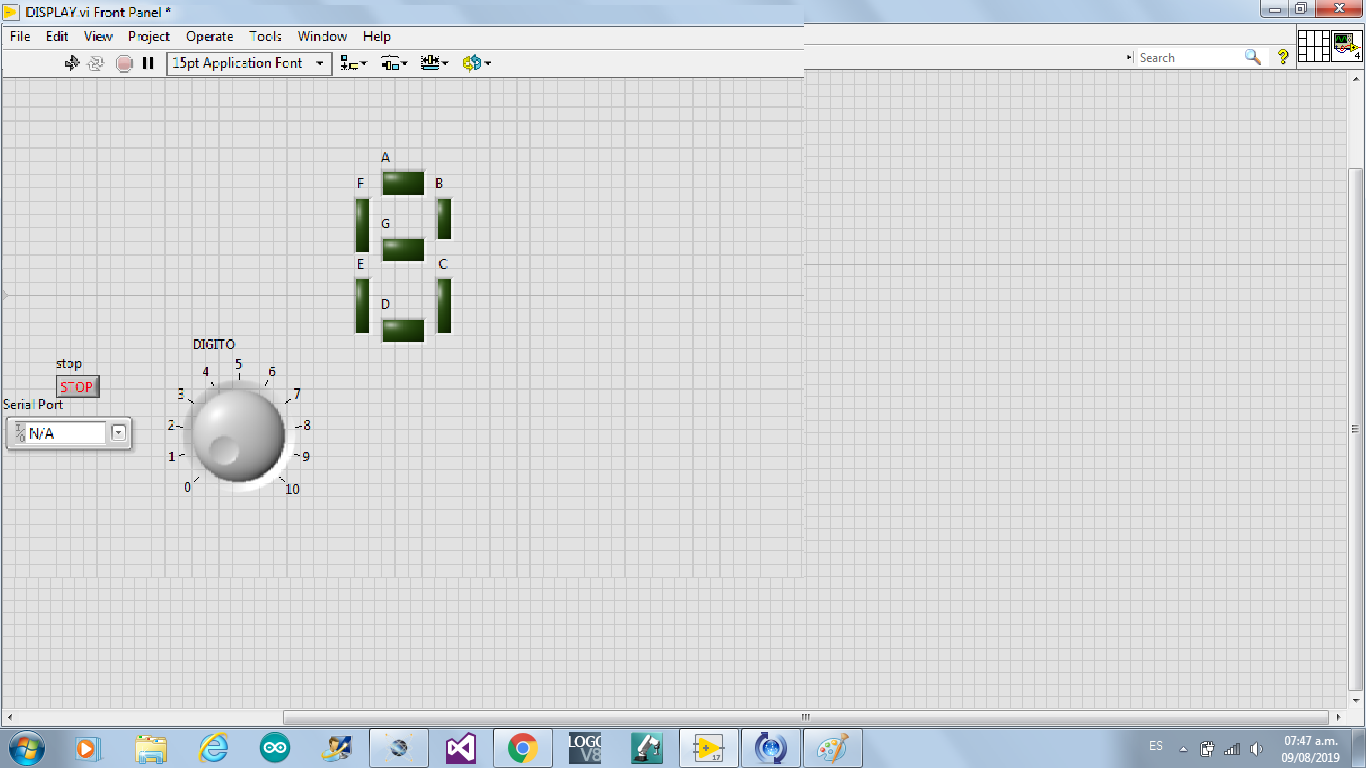 DISPLAY.vi Front Panel *
File Edit View Project Operate Tools Window Help
15pt Application Font
Search
4
A
F B
G
E C
D
DIGITO
stop
STOP
Serial Port
N/A
0 1 2 3 4 5 6 7 8 9 10
LOGO
V8
17
ES
07:47 a.m.
09/08/2019